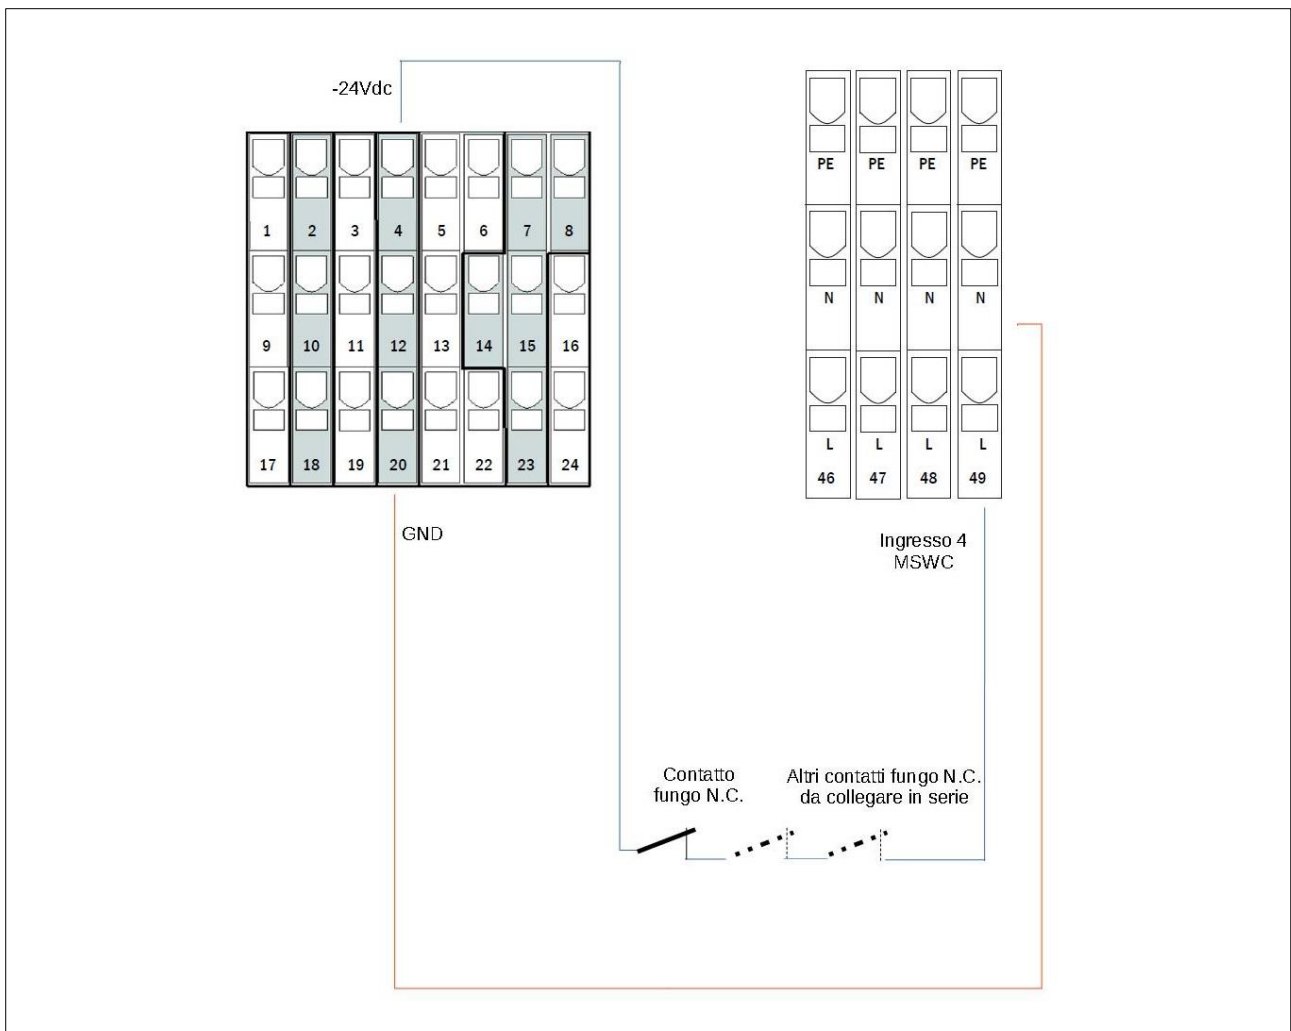 -24Vdc
PE PE PE PE
1 2 3 4 5 6 7 8
N N N N
9 10 11 12 13 14 15 16
L L L L
17 18 19 20 21 22 23 24
46 47 48 49
GND
Ingresso 4
MSWC
Contatto
fungo N.C.
Altri contatti fungo N.C.
da collegare in serie